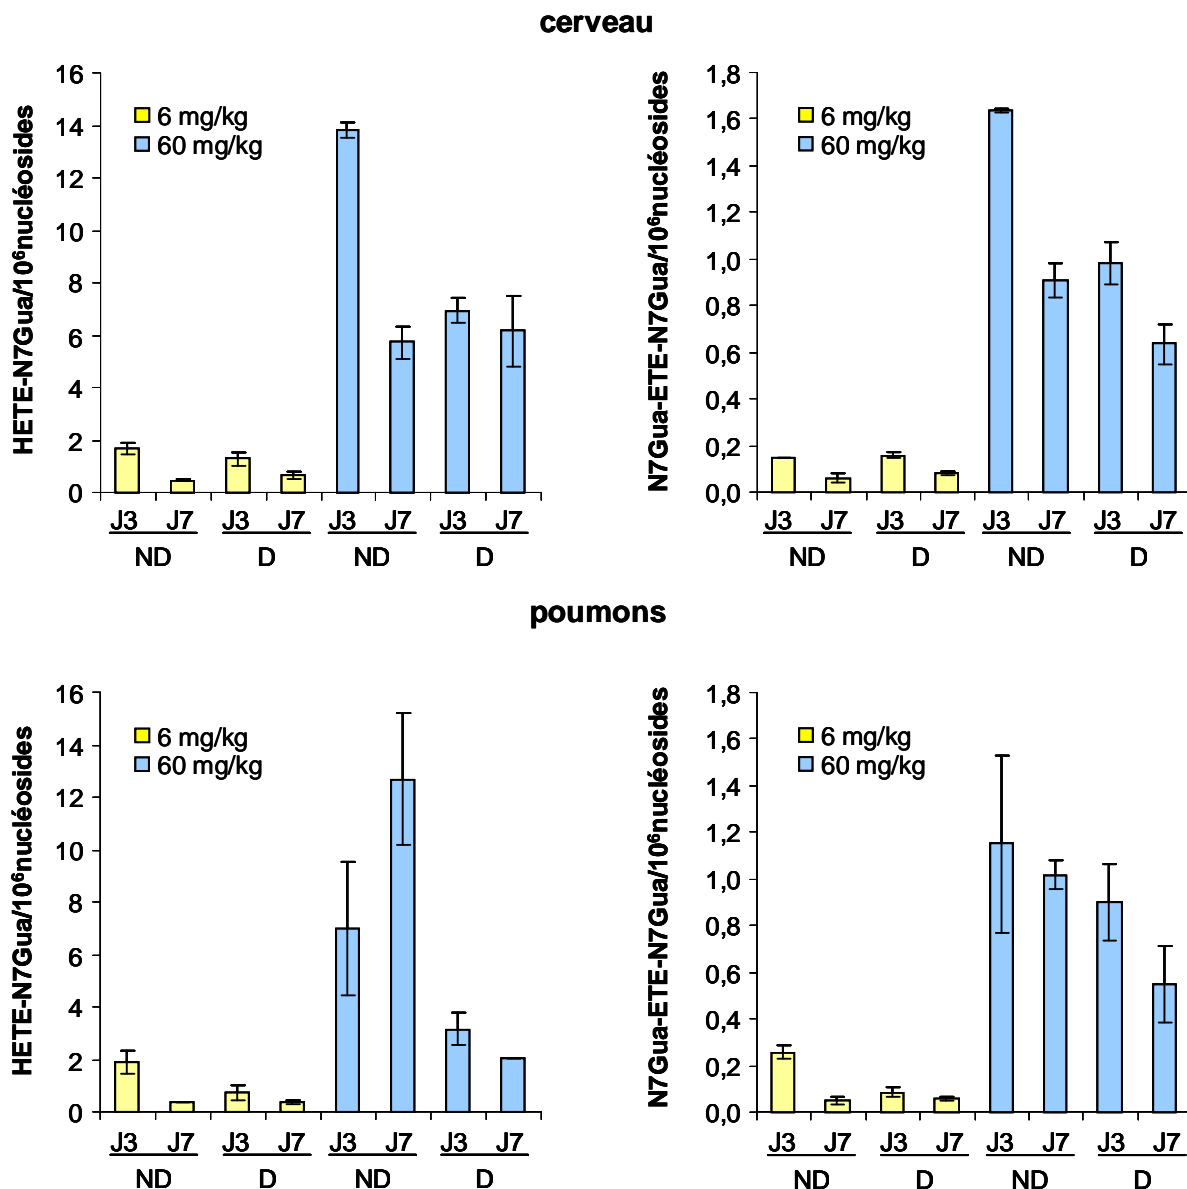 cerveau
HETE-N7Gua/10⁶nucléosides
16
14
12
10
8
6
4
2
0
6 mg/kg
60 mg/kg
J3 J7 J3 J7 J3 J7 J3 J7
ND D ND D
N7Gua-ETE-N7Gua/10⁶nucléosides
1,8
1,6
1,4
1,2
1,0
0,8
0,6
0,4
0,2
0,0
6 mg/kg
60 mg/kg
J3 J7 J3 J7 J3 J7 J3 J7
ND D ND D
poumons
HETE-N7Gua/10⁶nucléosides
16
14
12
10
8
6
4
2
0
6 mg/kg
60 mg/kg
J3 J7 J3 J7 J3 J7 J3 J7
ND D ND D
N7Gua-ETE-N7Gua/10⁶nucléosides
1,8
1,6
1,4
1,2
1,0
0,8
0,6
0,4
0,2
0,0
6 mg/kg
60 mg/kg
J3 J7 J3 J7 J3 J7 J3 J7
ND D ND D